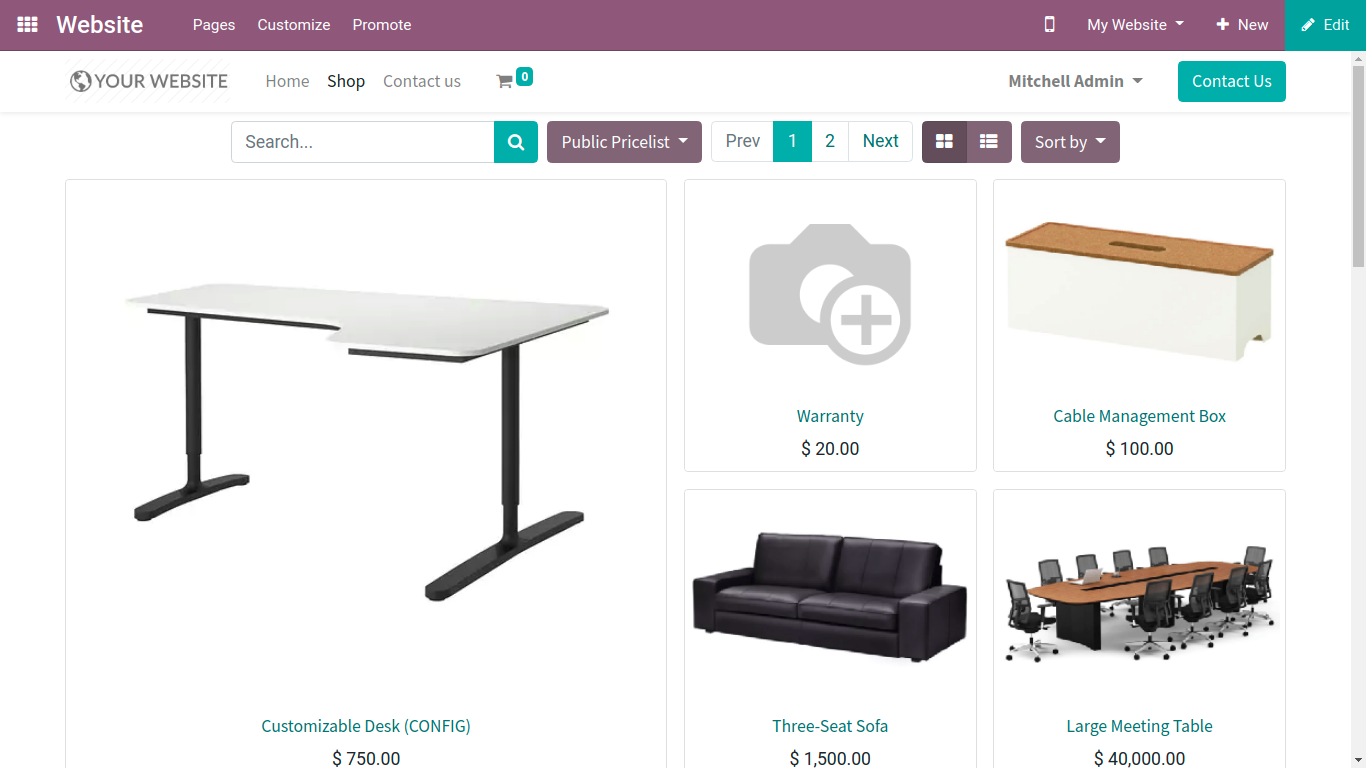 Website Pages Customize Promote My Website New Edit
YOUR WEBSITE Home Shop Contact us 0 Mitchell Admin Contact Us
Search... Public Pricelist Prev 1 2 Next Sort by
Warranty
$ 20.00
Cable Management Box
$ 100.00
Customizable Desk (CONFIG)
$ 750.00
Three-Seat Sofa
$ 1,500.00
Large Meeting Table
$ 40,000.00